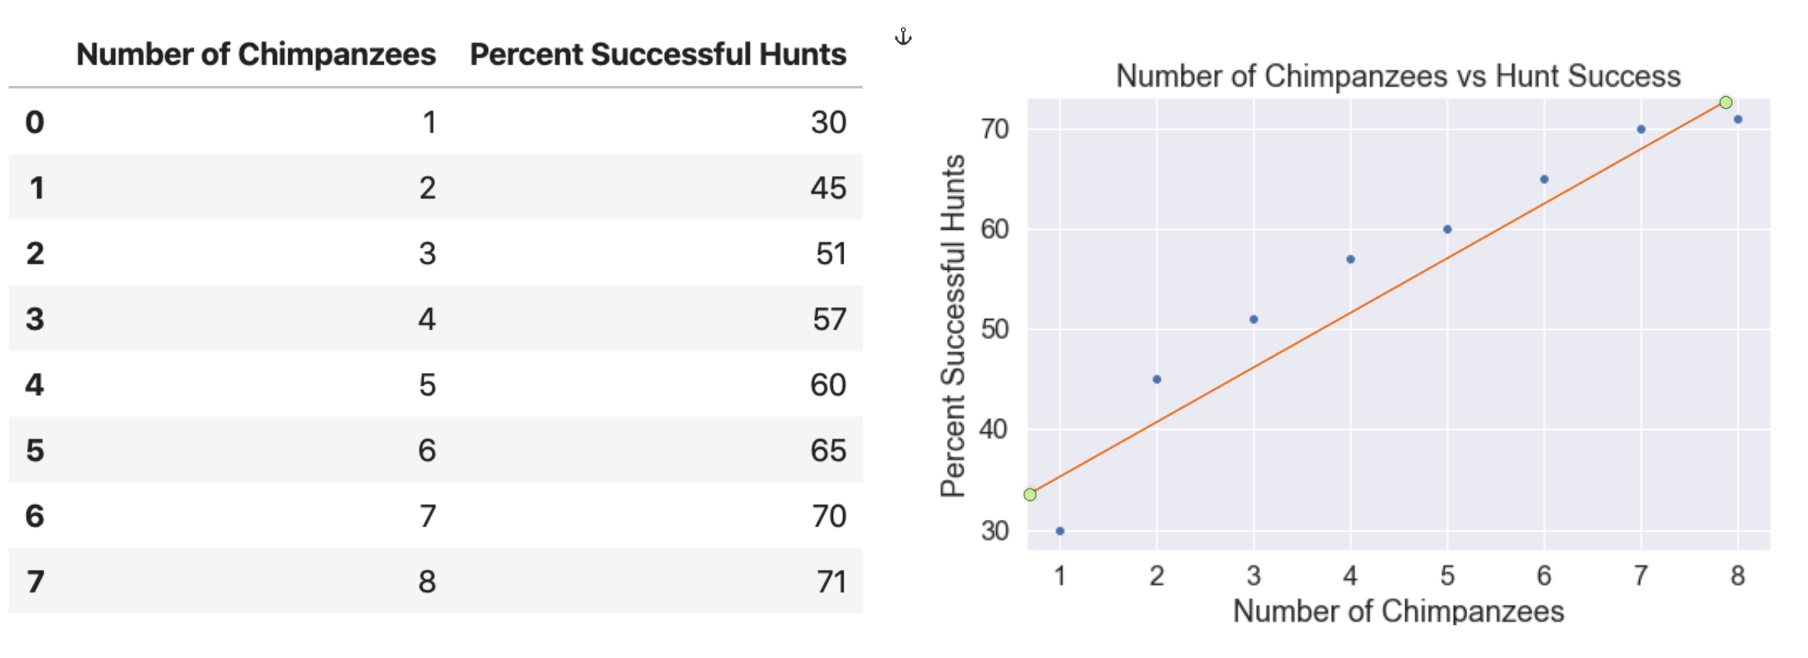 Number of Chimpanzees Percent Successful Hunts
0 1 30
1 2 45
2 3 51
3 4 57
4 5 60
5 6 65
6 7 70
7 8 71
Number of Chimpanzees vs Hunt Success
Percent Successful Hunts
70
60
50
40
30
1 2 3 4 5 6 7 8
Number of Chimpanzees